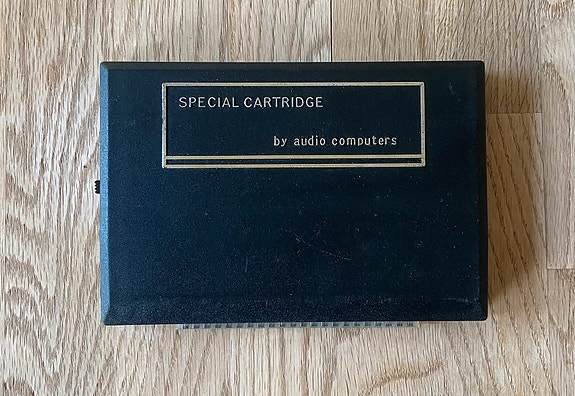 SPECIAL CARTRIDGE
by audio computers